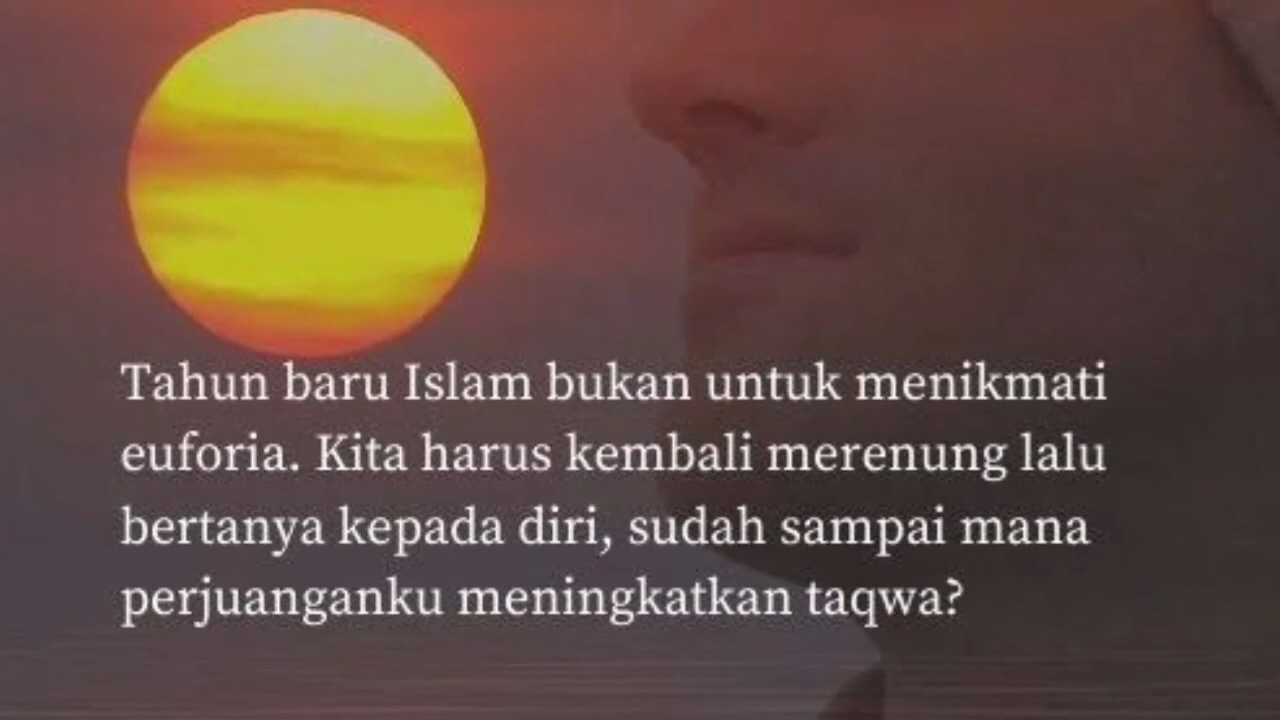 Tahun baru Islam bukan untuk menikmati
euforia. Kita harus kembali merenung lalu
bertanya kepada diri, sudah sampai mana
perjuanganku meningkatkan taqwa?